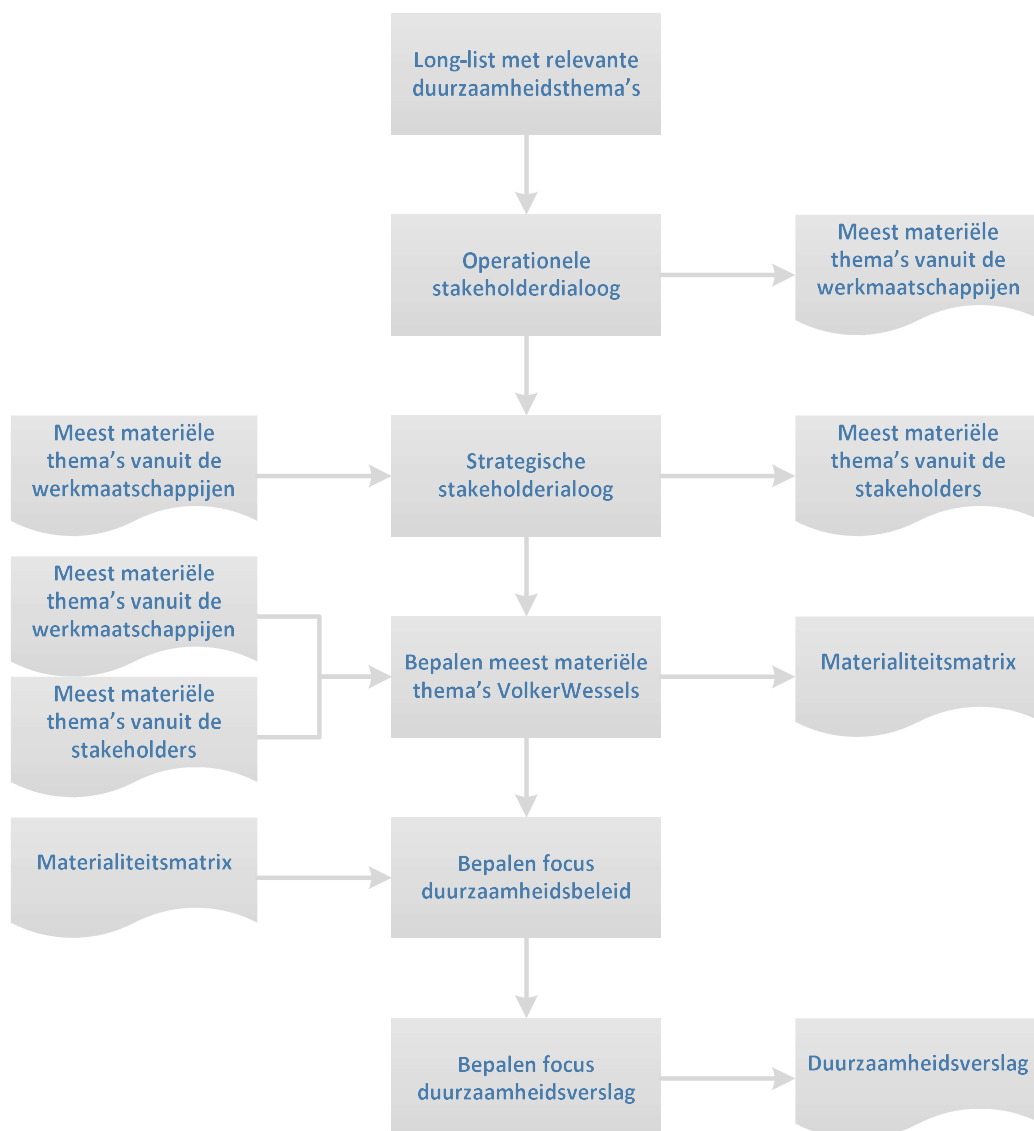 Long-list met relevante
duurzaamheidsthema’s
Operationele
stakeholderdialoog
Meest materiële
thema’s vanuit de
werkmaatschappijen
Meest materiële
thema’s vanuit de
werkmaatschappijen
Strategische
stakeholderialoog
Meest materiële
thema’s vanuit de
stakeholders
Meest materiële
thema’s vanuit de
werkmaatschappijen
Meest materiële
thema’s vanuit de
stakeholders
Bepalen meest materiële
thema’s VolkerWessels
Materialiteitsmatrix
Materialiteitsmatrix
Bepalen focus
duurzaamheidsbeleid
Bepalen focus
duurzaamheidsverslag
Duurzaamheidsverslag